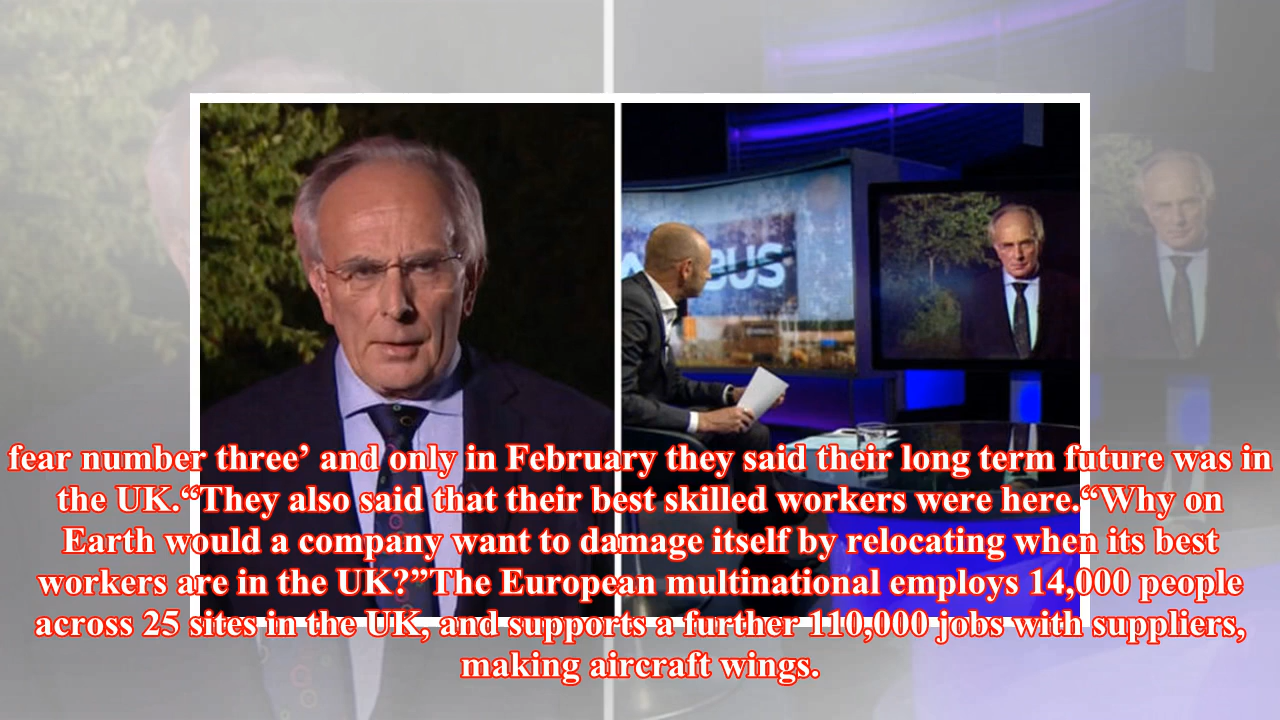 BUS
fear number three’ and only in February they said their long term future was in
the UK.“They also said that their best skilled workers were here.“Why on
Earth would a company want to damage itself by relocating when its best
workers are in the UK?”The European multinational employs 14,000 people
across 25 sites in the UK, and supports a further 110,000 jobs with suppliers,
making aircraft wings.